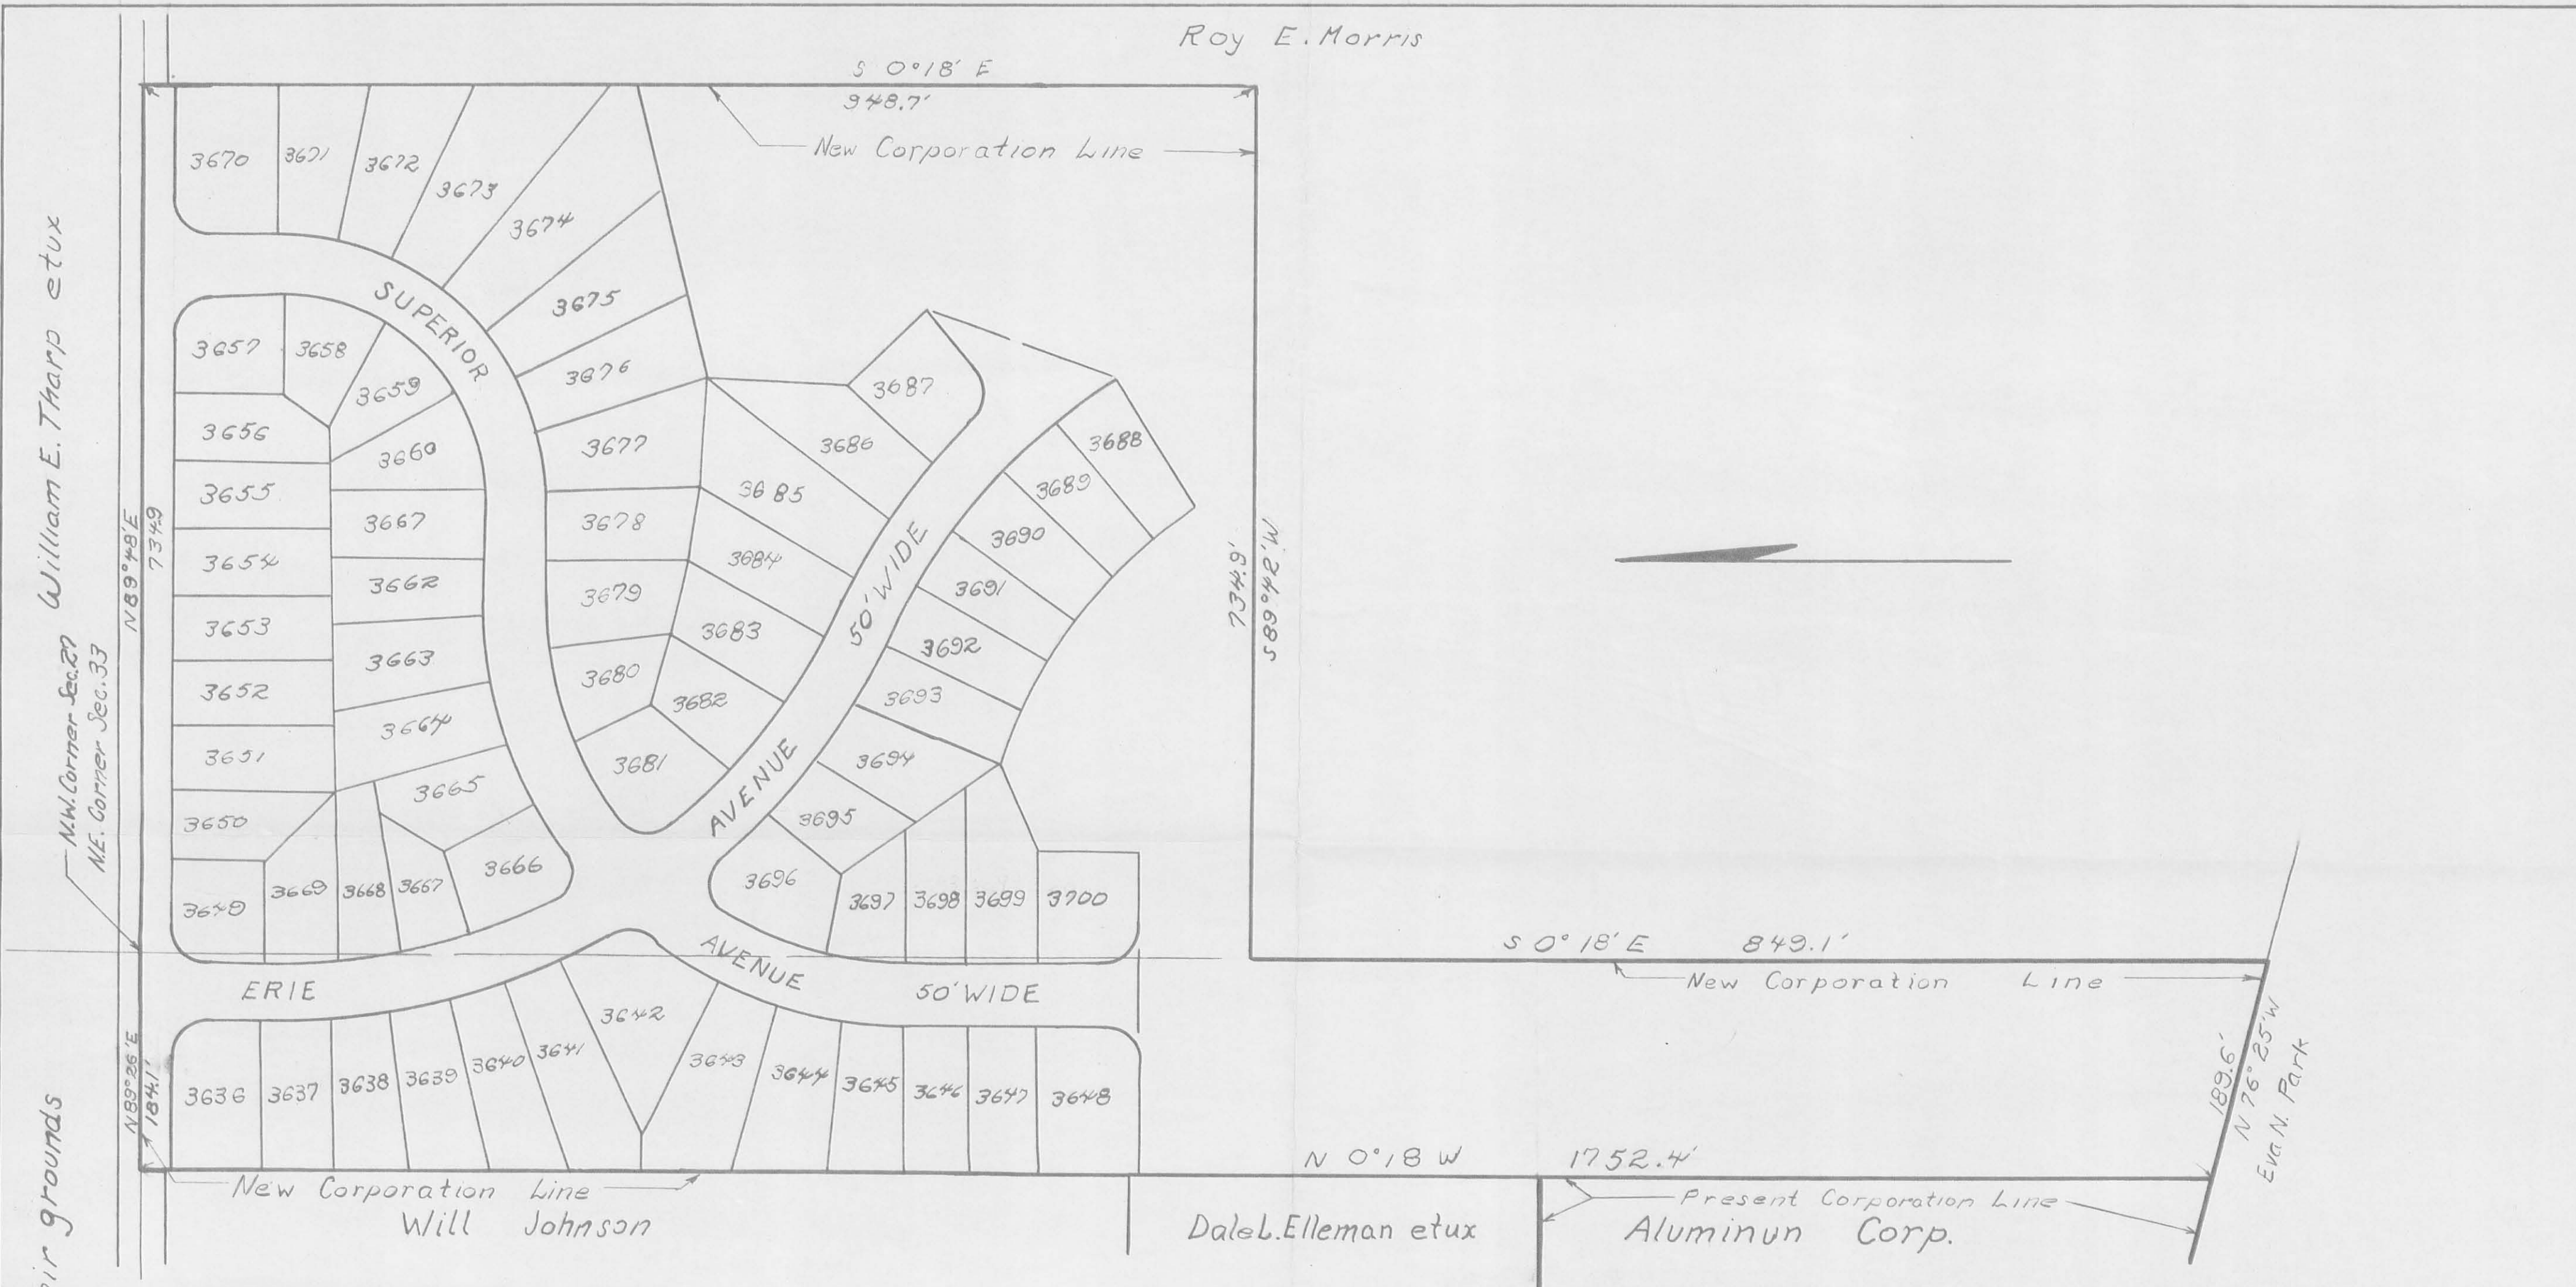 Roy E. Morris
S 0°18' E
948.7'
New Corporation Line
3670
3671
3672
3673
3674
3675
3676
3677
3678
3679
3680
3681
SUPERIOR
AVENUE
50' WIDE
3657
3658
3659
3660
3656
3655
3654
3653
3652
3651
3650
3649
3667
3662
3663
3664
3665
3666
3669
3668
3667
3687
3686
3685
3684
3683
3682
3688
3689
3690
3691
3692
3693
3694
3695
3696
3697
3698
3699
3700
ERIE
AVENUE
50' WIDE
3636
3637
3638
3639
3640
3641
3642
3643
3644
3645
3646
3647
3648
William E. Tharp etux
N.W. Corner Sec. 27
N.E. Corner Sec. 33
N 89°48' E
734.9
N 89°26' E
184.1'
734.9'
S 89°42' W
S 0°18' E 849.1'
New Corporation Line
189.6'
N 76°25' W
Eva N. Park
N 0°18 W 1752.4'
Present Corporation Line
New Corporation Line
Will Johnson
Dale L. Elleman etux
Aluminun Corp.
air grounds